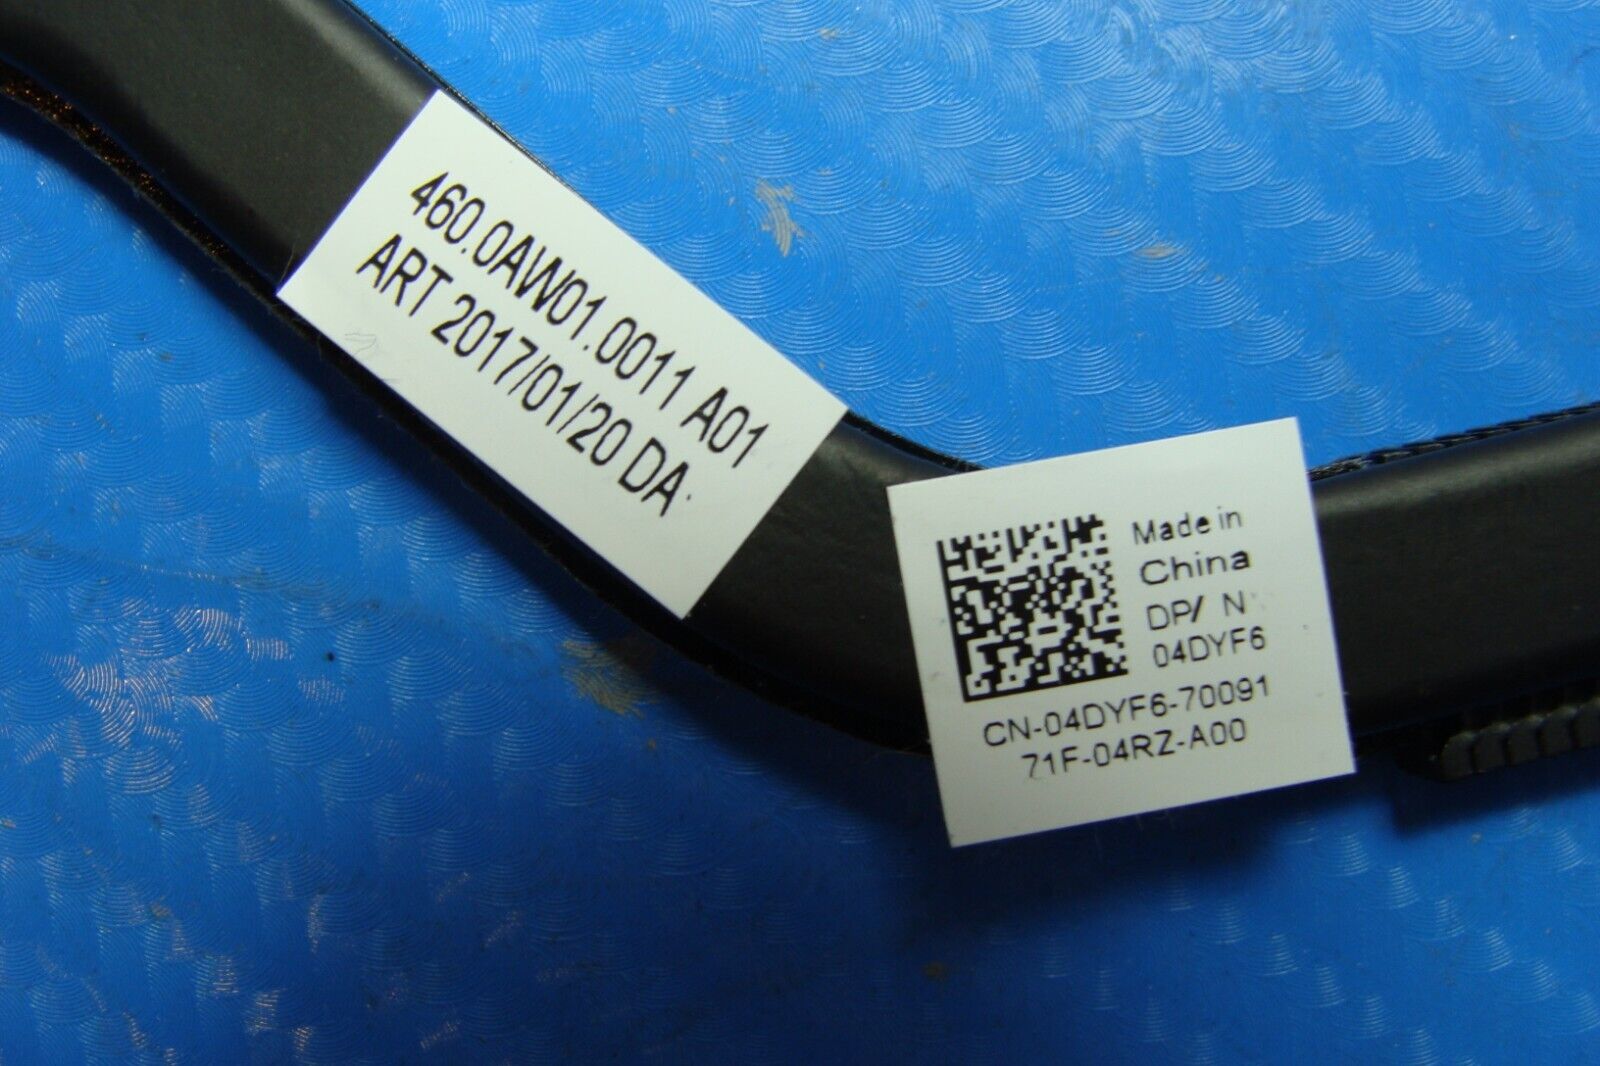 460.0AW01.0011 A01
ART 2017/01/20 DA
Made in
China
DP/ N
04DYF6
CN-04DYF6-70091
71F-04RZ-A00